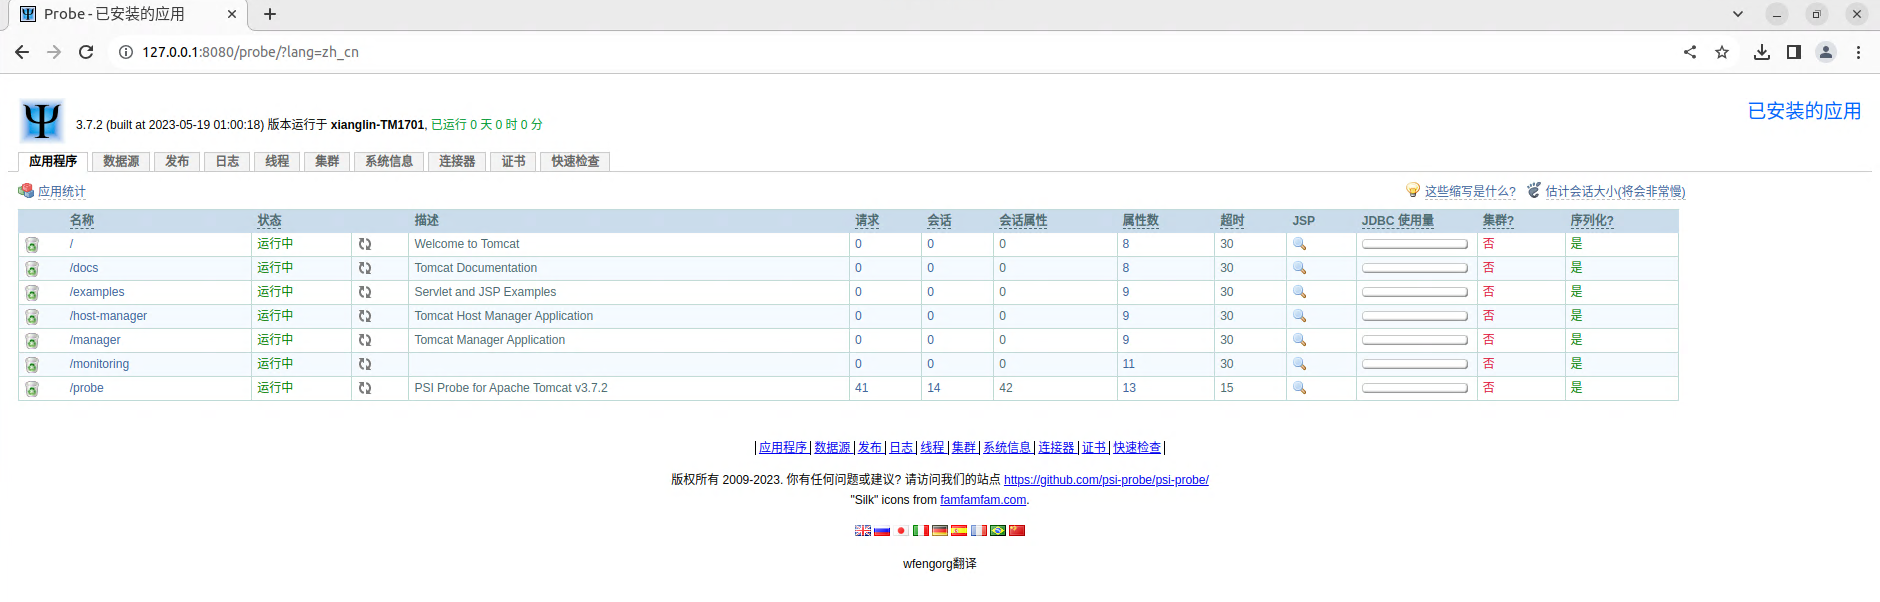 Probe - 已安装的应用
127.0.0.1:8080/probe/?lang=zh_cn
已安装的应用
3.7.2 (built at 2023-05-19 01:00:18) 版本运行于 xianglin-TM1701, 已运行 0 天 0 时 0 分
应用程序 数据源 发布 日志 线程 集群 系统信息 连接器 证书 快速检查
应用统计 这些缩写是什么? 估计会话大小(将会非常慢)
名称 状态 描述 请求 会话 会话属性 属性数 超时 JSP JDBC 使用量 集群? 序列化?
/ 运行中 Welcome to Tomcat 0 0 0 8 30 否 是
/docs 运行中 Tomcat Documentation 0 0 0 8 30 否 是
/examples 运行中 Servlet and JSP Examples 0 0 0 9 30 否 是
/host-manager 运行中 Tomcat Host Manager Application 0 0 0 9 30 否 是
/manager 运行中 Tomcat Manager Application 0 0 0 9 30 否 是
/monitoring 运行中 0 0 0 11 30 否 是
/probe 运行中 PSI Probe for Apache Tomcat v3.7.2 41 14 42 13 15 否 是
| 应用程序 | 数据源 | 发布 | 日志 | 线程 | 集群 | 系统信息 | 连接器 | 证书 | 快速检查 |
版权所有 2009-2023. 你有任何问题或建议? 请访问我们的站点 https://github.com/psi-probe/psi-probe/
"Silk" icons from famfamfam.com.
wfengorg翻译